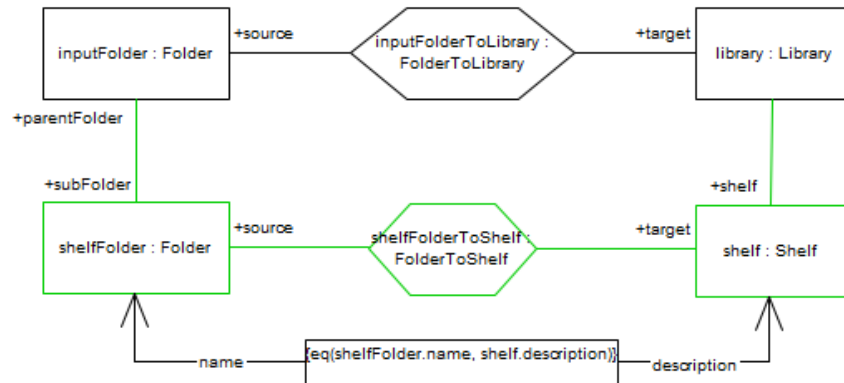 +source
inputFolderToLibrary :
FolderToLibrary
+target
inputFolder : Folder
library : Library
+parentFolder
+subFolder
+shelf
+source
shelfFolderToShelf :
FolderToShelf
+target
shelfFolder : Folder
shelf : Shelf
{eq(shelfFolder.name, shelf.description)}
name
description